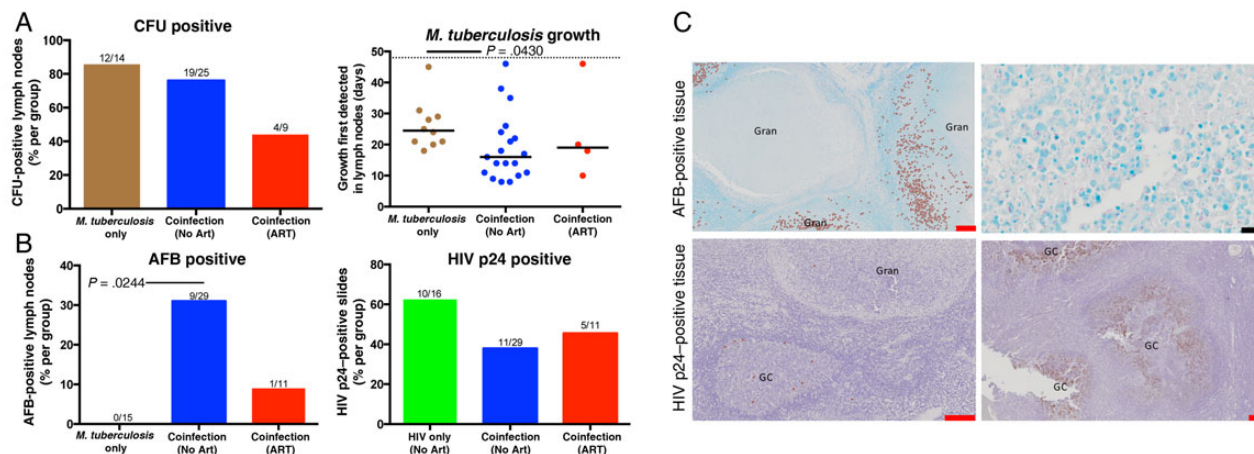 A
CFU positive
CFU-positive lymph nodes
(% per group)
100
80
60
40
20
0
12/14
19/25
4/9
M. tuberculosis
only
Coinfection
(No Art)
Coinfection
(ART)
M. tuberculosis growth
P = .0430
Growth first detected
in lymph nodes (days)
50
40
30
20
10
0
M. tuberculosis
only
Coinfection
(No Art)
Coinfection
(ART)
B
AFB positive
P = .0244
AFB-positive lymph nodes
(% per group)
40
30
20
10
0
0/15
9/29
1/11
M. tuberculosis
only
Coinfection
(No Art)
Coinfection
(ART)
HIV p24 positive
HIV p24–positive slides
(% per group)
80
60
40
20
0
10/16
11/29
5/11
HIV only
(No Art)
Coinfection
(No Art)
Coinfection
(ART)
C
AFB-positive tissue
Gran
Gran
Gran
HIV p24–positive tissue
Gran
GC
GC
GC
GC